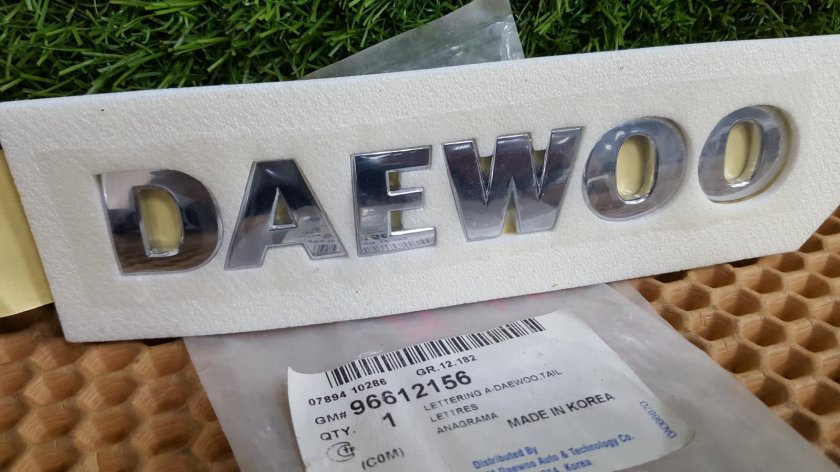 DAEWOO
07894 10286 GR.12.182
GM# 96612156
LETTERING A-DAEWOO,TAIL
QTY. 1 LETTRES
ANAGRAMA MADE IN KOREA
(COM)
Distributed By
Daewoo Auto & Technology Co.
Korea